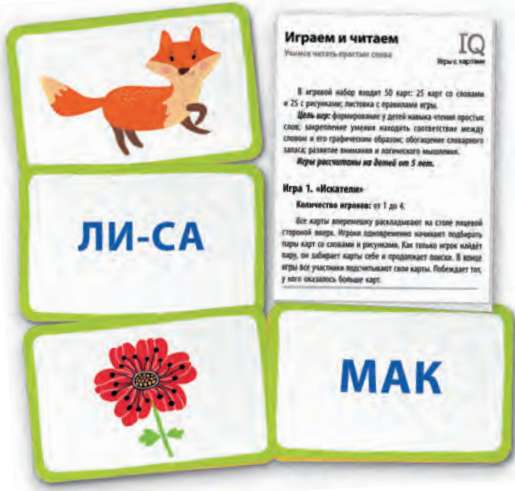 Играем и читаем
Учимся читать простые слова
IQ
Игры с картами
В игровой набор входит 50 карт: 25 карт со словами
и 25 с рисунками; листовка с правилами игры.
Цель игр: формирование у детей навыка чтения простых
слов; закрепление умения находить соответствие между
словом и его графическим образом; обогащение словарного
запаса; развитие внимания и логического мышления.
Игры рассчитаны на детей от 5 лет.
Игра 1. «Искатели»
Количество игроков: от 1 до 4.
Все карты вперемешку раскладывают на столе лицевой
стороной вверх. Игроки одновременно начинают подбирать
пары карт со словами и рисунками. Как только игрок найдёт
пару, он забирает карты себе и продолжает поиски. В конце
игры все участники подсчитывают свои карты. Побеждает тот,
у кого оказалось больше карт.
ЛИ-СА
МАК